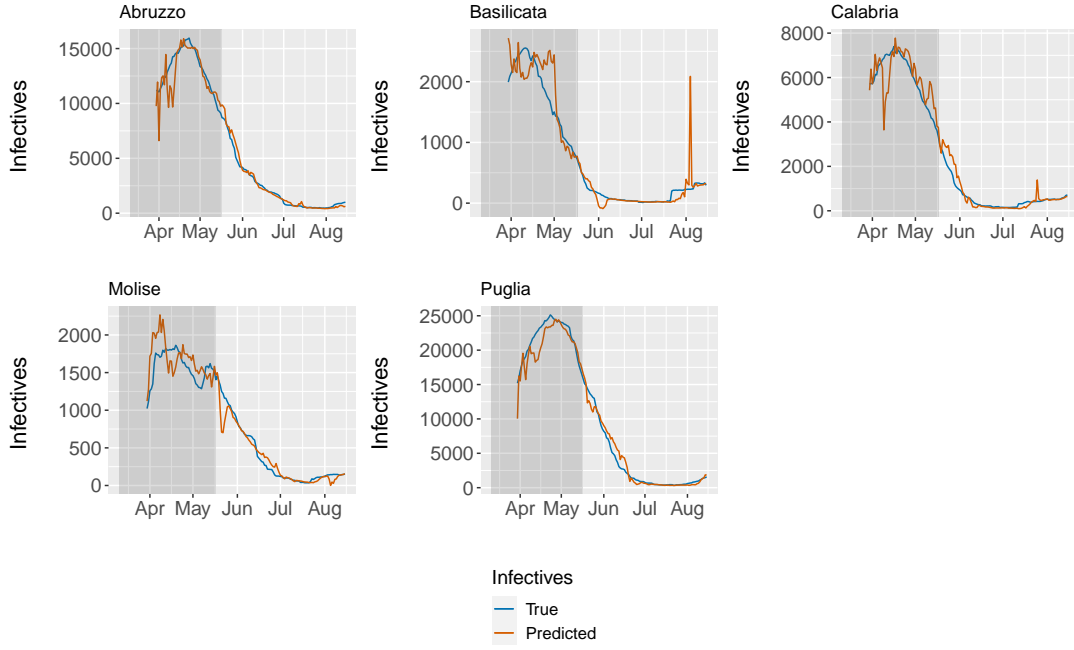 Abruzzo
Infectives
15000
10000
5000
0
Apr May Jun Jul Aug
Basilicata
Infectives
2000
1000
0
Apr May Jun Jul Aug
Calabria
Infectives
8000
6000
4000
2000
0
Apr May Jun Jul Aug
Molise
Infectives
2000
1500
1000
500
0
Apr May Jun Jul Aug
Puglia
Infectives
25000
20000
15000
10000
5000
0
Apr May Jun Jul Aug
Infectives
True
Predicted